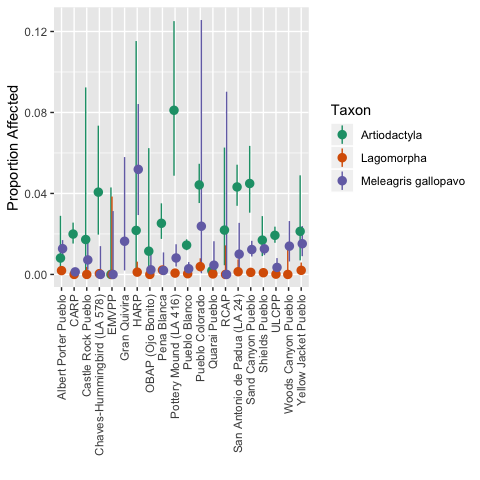 Proportion Affected
0.12
0.08
0.04
0.00
Albert Porter Pueblo
CARP
Castle Rock Pueblo
Chaves-Hummingbird (LA 578)
EMVPP
Gran Quivira
HARP
OBAP (Ojo Bonito)
Pena Blanca
Pottery Mound (LA 416)
Pueblo Blanco
Pueblo Colorado
Quarai Pueblo
RCAP
San Antonio de Padua (LA 24)
Sand Canyon Pueblo
Shields Pueblo
ULCPP
Woods Canyon Pueblo
Yellow Jacket Pueblo
Taxon
Artiodactyla
Lagomorpha
Meleagris gallopavo